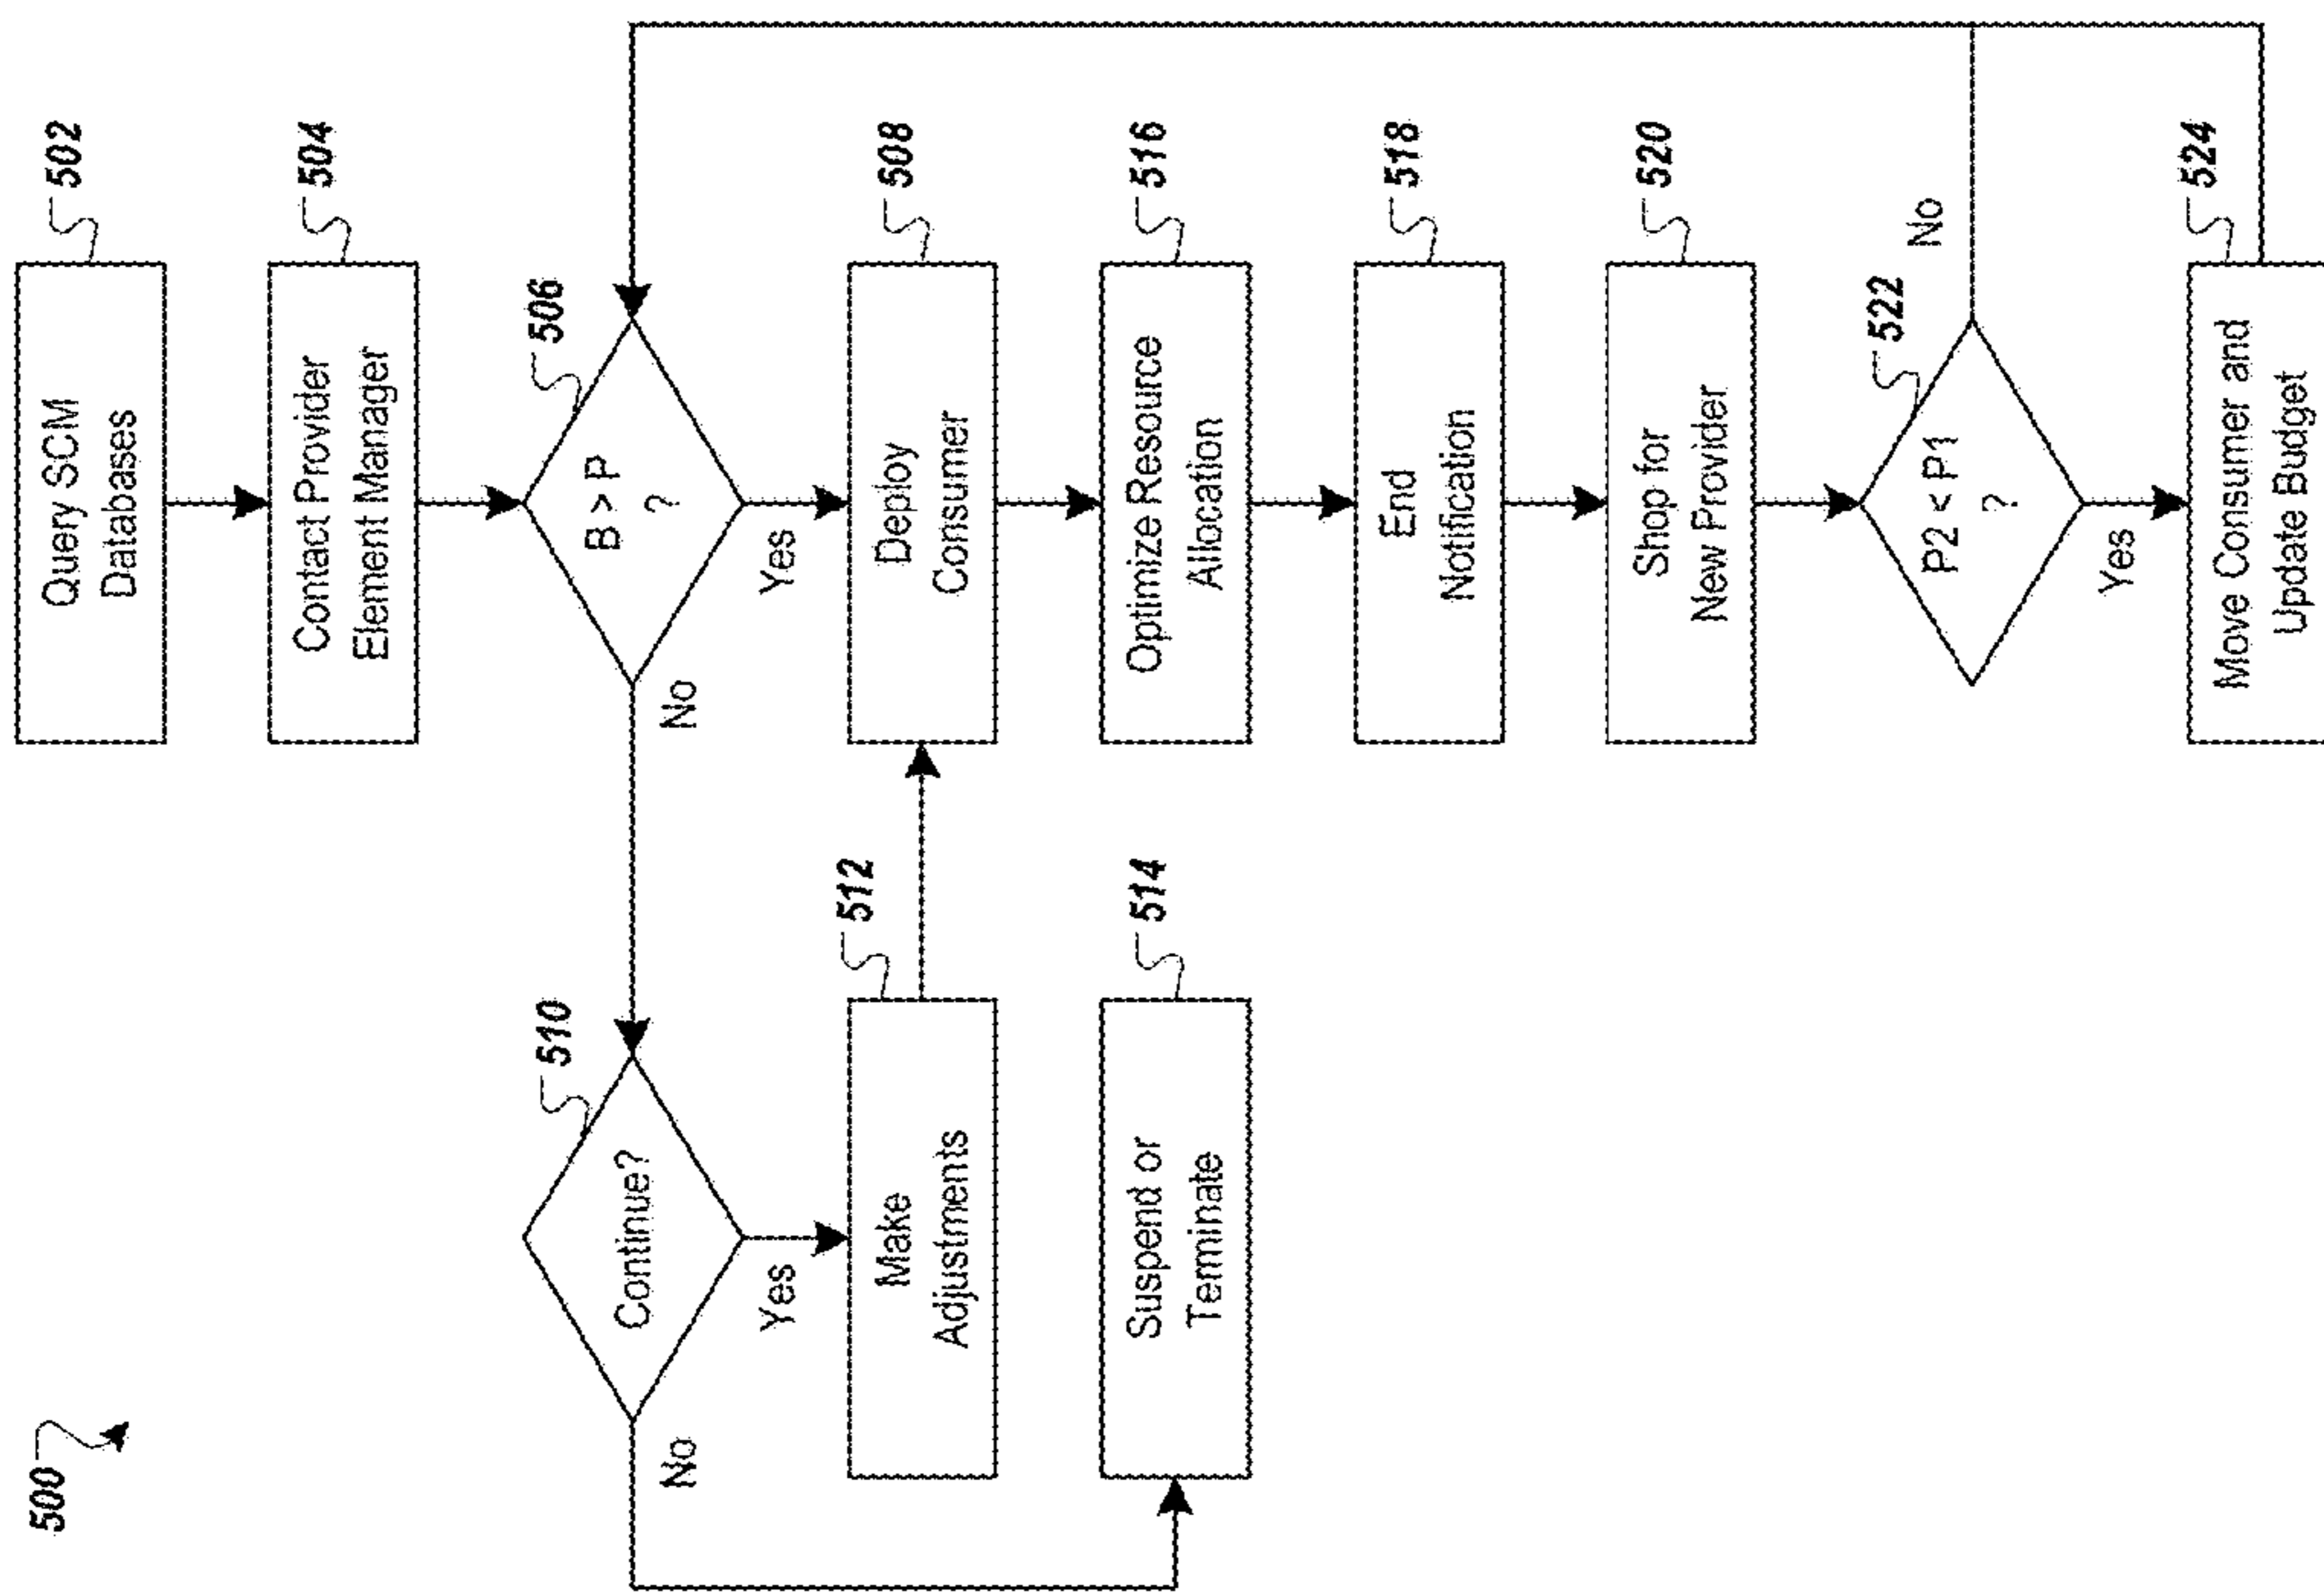 500
Query SCM
Databases
502
Contact Provider
Element Manager
504
B > P
?
506
No
Yes
Continue?
510
No
Yes
Make
Adjustments
512
Suspend or
Terminate
514
Deploy
Consumer
508
Optimize Resource
Allocation
516
End
Notification
518
Shop for
New Provider
520
P2 < P1
?
522
No
Yes
Move Consumer and
Update Budget
524